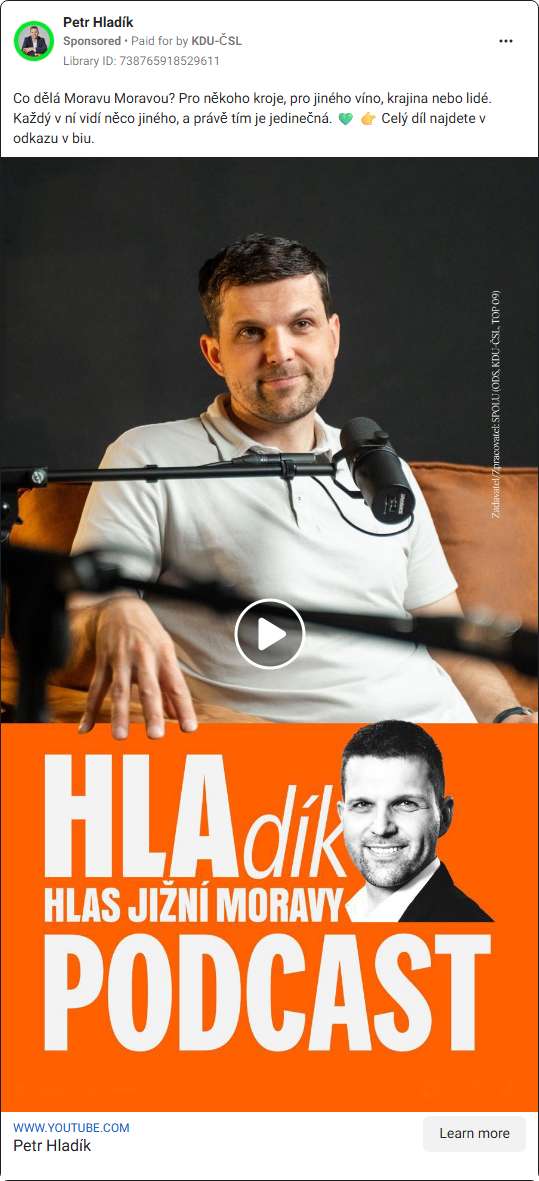 Petr Hladík
Sponsored • Paid for by KDU-ČSL
Library ID: 738765918529611
Co dělá Moravu Moravou? Pro někoho kroje, pro jiného víno, krajina nebo lidé.
Každý v ní vidí něco jiného, a právě tím je jedinečná. 💚 👉 Celý díl najdete v
odkazu v biu.
Zadavatel/Zpracovatel: SPOLU (ODS, KDU-ČSL, TOP 09)
HLAdík
HLAS JIŽNÍ MORAVY
PODCAST
WWW.YOUTUBE.COM
Petr Hladík
Learn more